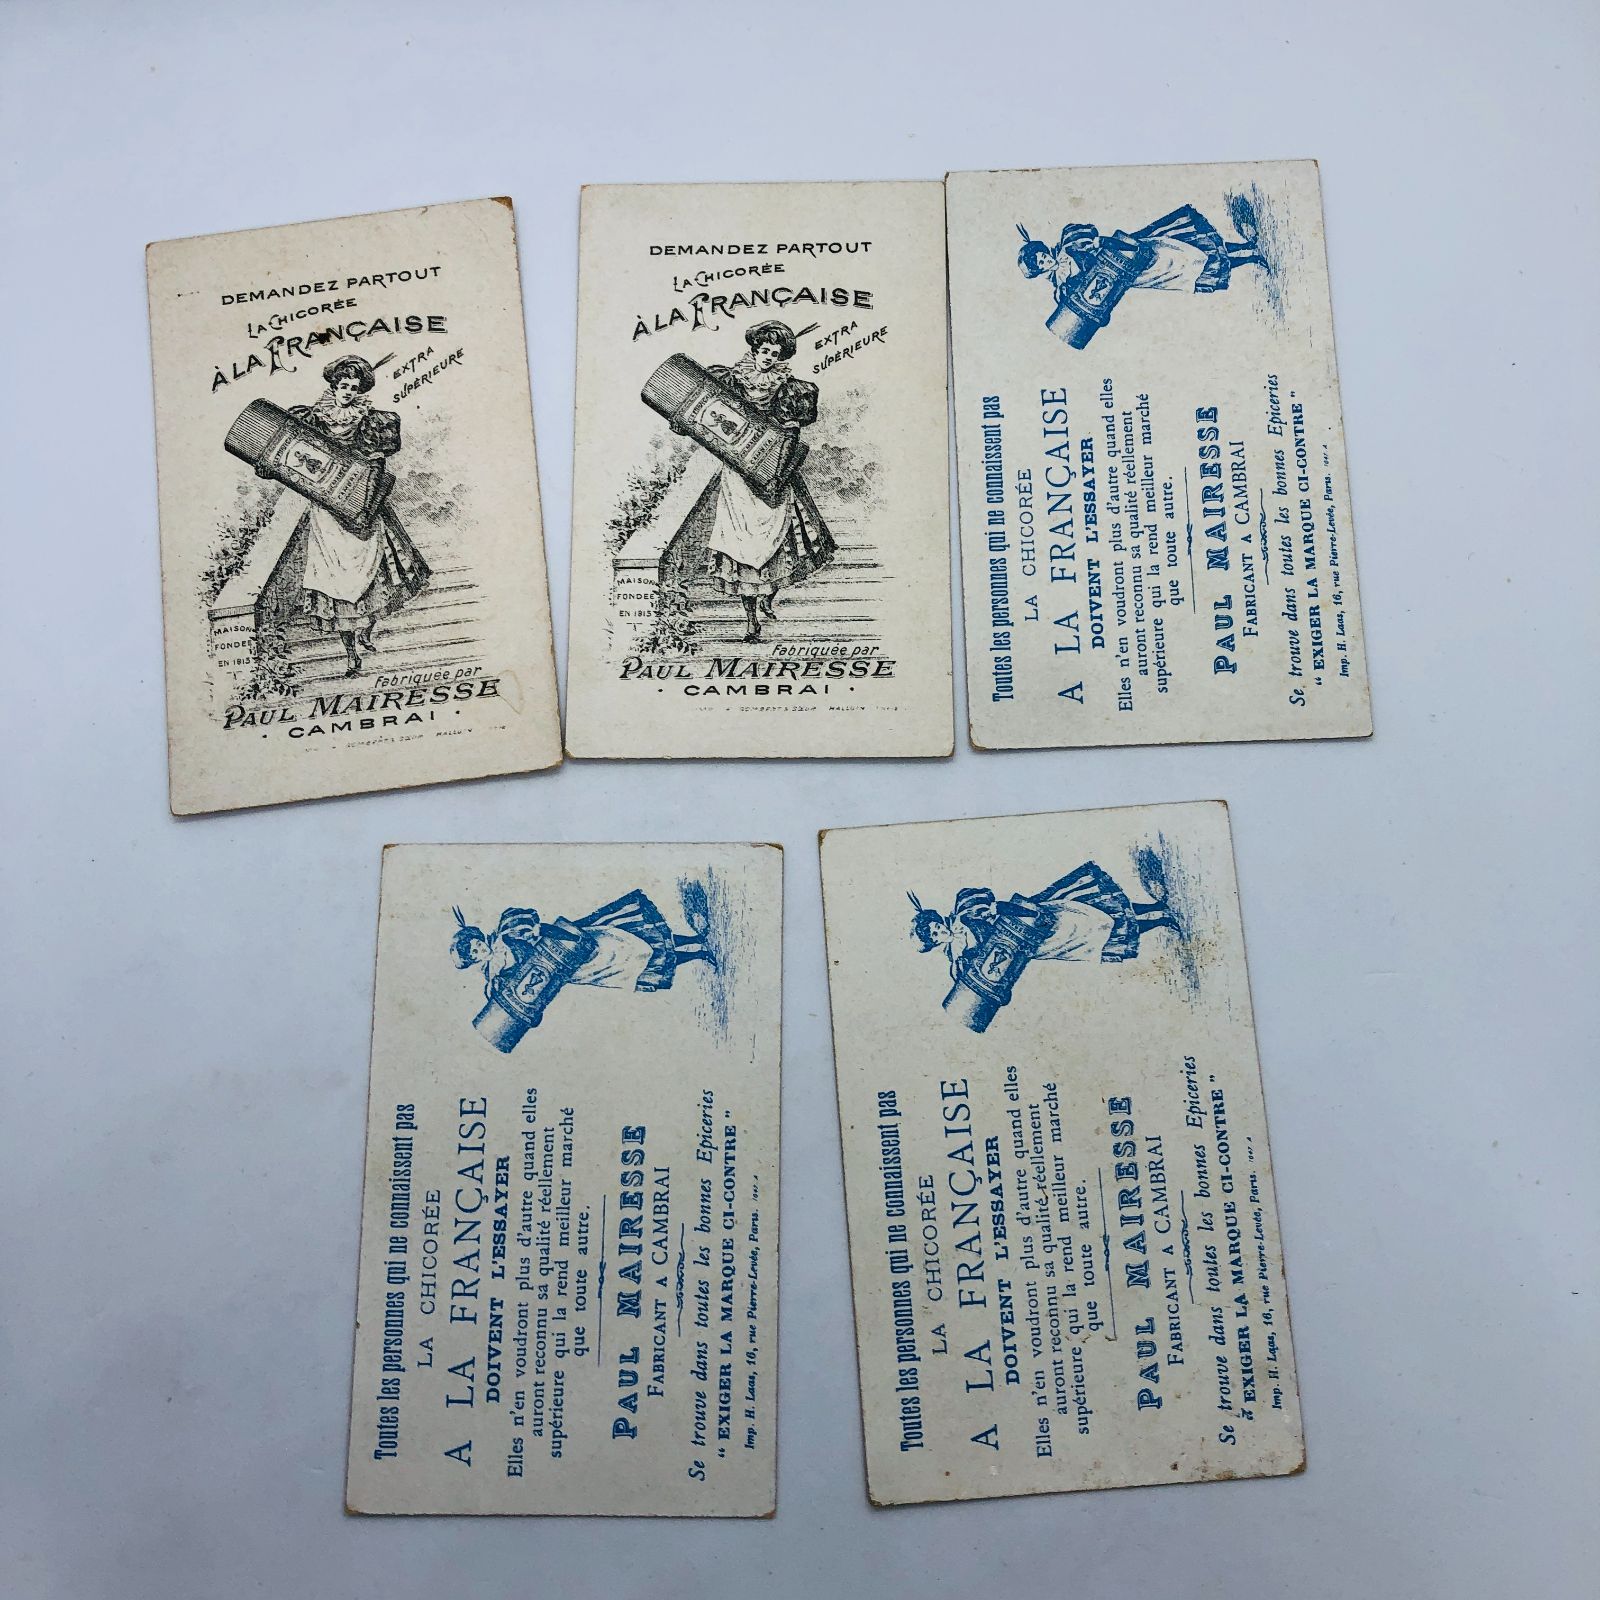 DEMANDEZ PARTOUT
LA CHICORÉE
À LA FRANÇAISE
EXTRA
SUPÉRIEURE
MAISON
FONDÉE
EN 1813
Fabriquée par
PAUL MAIRESSE
· CAMBRAI ·
DEMANDEZ PARTOUT
LA CHICORÉE
À LA FRANÇAISE
EXTRA
SUPÉRIEURE
MAISON
FONDÉE
EN 1813
Fabriquée par
PAUL MAIRESSE
· CAMBRAI ·
Toutes les personnes qui ne connaissent pas
LA CHICORÉE
A LA FRANÇAISE
DOIVENT L'ESSAYER
Elles n'en voudront plus d'autre quand elles
auront reconnu sa qualité réellement
supérieure qui la rend meilleur marché
que toute autre.
PAUL MAIRESSE
FABRICANT A CAMBRAI
Se trouve dans toutes les bonnes Epiceries
“ EXIGER LA MARQUE CI-CONTRE ”
Imp. H. Laas, 16, rue Pierre-Levée, Paris.
Toutes les personnes qui ne connaissent pas
LA CHICORÉE
A LA FRANÇAISE
DOIVENT L'ESSAYER
Elles n'en voudront plus d'autre quand elles
auront reconnu sa qualité réellement
supérieure qui la rend meilleur marché
que toute autre.
PAUL MAIRESSE
FABRICANT A CAMBRAI
Se trouve dans toutes les bonnes Epiceries
“ EXIGER LA MARQUE CI-CONTRE ”
Imp. H. Laas, 16, rue Pierre-Levée, Paris.
Toutes les personnes qui ne connaissent pas
LA CHICORÉE
A LA FRANÇAISE
DOIVENT L'ESSAYER
Elles n'en voudront plus d'autre quand elles
auront reconnu sa qualité réellement
supérieure qui la rend meilleur marché
que toute autre.
PAUL MAIRESSE
FABRICANT A CAMBRAI
Se trouve dans toutes les bonnes Epiceries
“ EXIGER LA MARQUE CI-CONTRE ”
Imp. H. Laas, 16, rue Pierre-Levée, Paris.